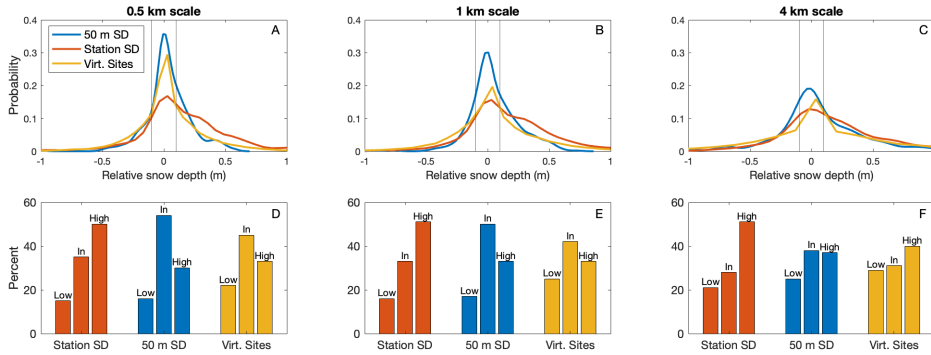 0.5 km scale
1 km scale
4 km scale
A
B
C
50 m SD
Station SD
Virt. Sites
Probability
0.4
0.3
0.2
0.1
0
-1
-0.5
0
0.5
1
Relative snow depth (m)
0.4
0.3
0.2
0.1
0
-1
-0.5
0
0.5
1
Relative snow depth (m)
0.4
0.3
0.2
0.1
0
-1
-0.5
0
0.5
Relative snow depth (m)
D
Percent
60
40
20
0
Low
In
High
Low
In
High
Low
In
High
Station SD
50 m SD
Virt. Sites
E
60
40
20
0
Low
In
High
Low
In
High
Low
In
High
Station SD
50 m SD
Virt. Sites
F
60
40
20
0
Low
In
High
Low
In
High
Low
In
High
Station SD
50 m SD
Virt. Sites